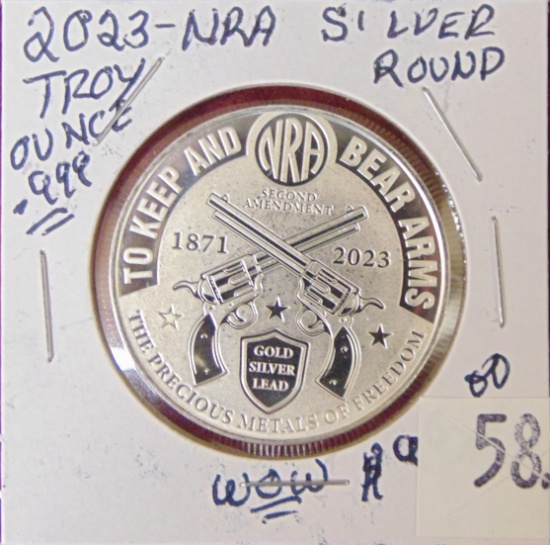 2023-NRA SILVER
TROY ROUND
OUNCE
.999
TO KEEP AND NRA BEAR ARMS
SECOND
AMENDMENT
1871 2023
GOLD
SILVER
LEAD
THE PRECIOUS METALS OF FREEDOM
00
58.
WOW